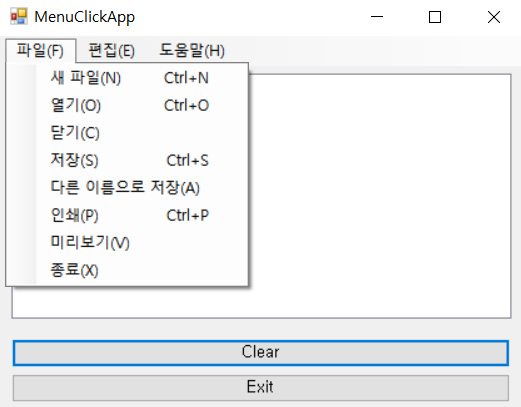 MenuClickApp
파일(F) 편집(E) 도움말(H)
새 파일(N) Ctrl+N
열기(O) Ctrl+O
닫기(C)
저장(S) Ctrl+S
다른 이름으로 저장(A)
인쇄(P) Ctrl+P
미리보기(V)
종료(X)
Clear
Exit